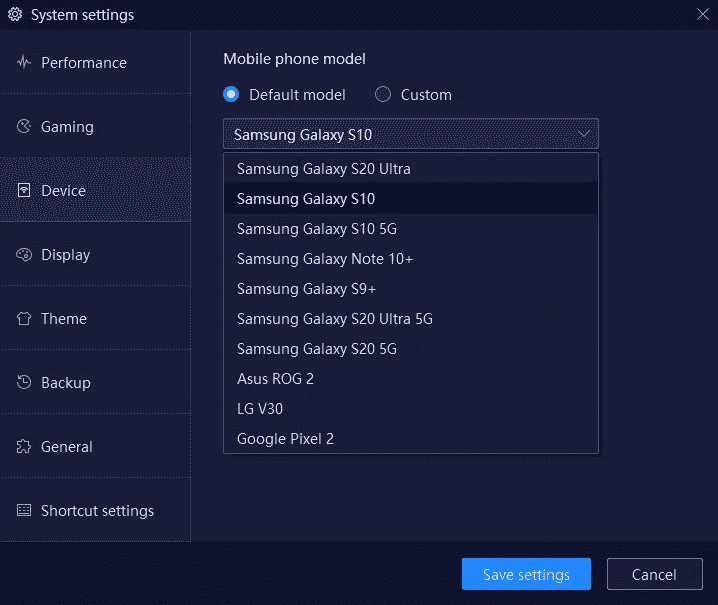 System settings
Performance
Gaming
Device
Display
Theme
Backup
General
Shortcut settings
Mobile phone model
Default model
Custom
Samsung Galaxy S10
Samsung Galaxy S20 Ultra
Samsung Galaxy S10
Samsung Galaxy S10 5G
Samsung Galaxy Note 10+
Samsung Galaxy S9+
Samsung Galaxy S20 Ultra 5G
Samsung Galaxy S20 5G
Asus ROG 2
LG V30
Google Pixel 2
Save settings
Cancel